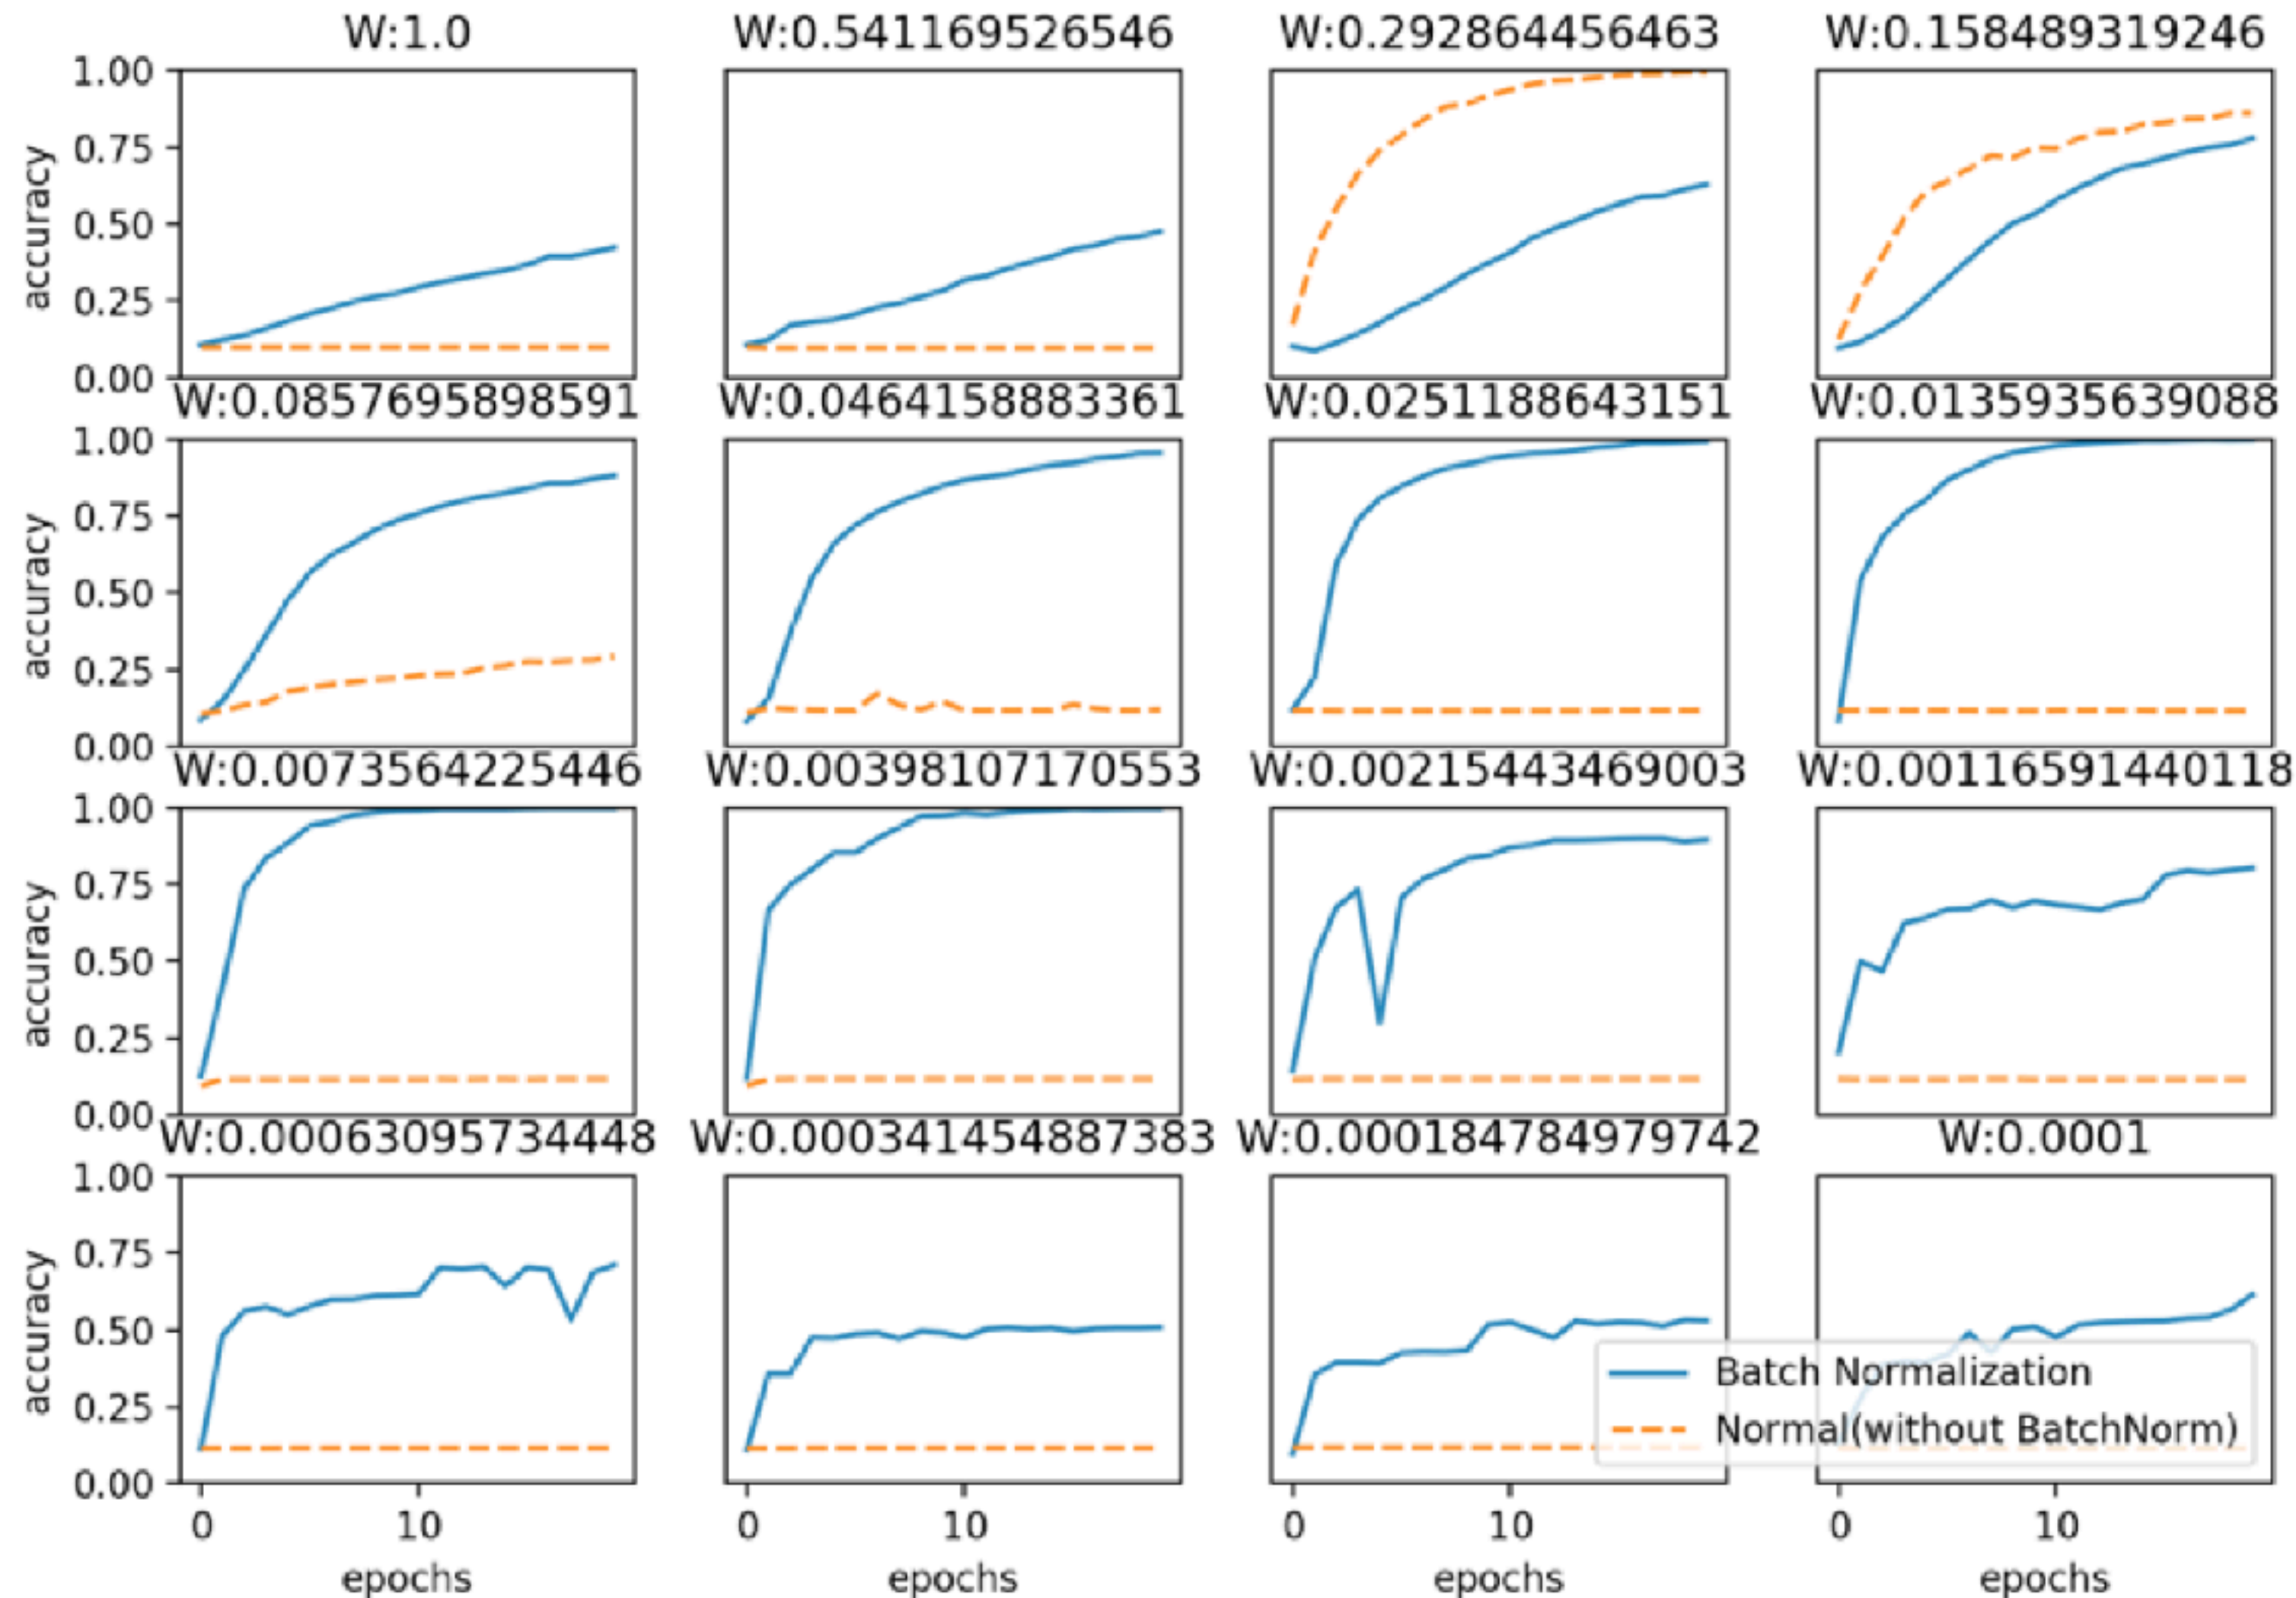 W:1.0
W:0.541169526546
W:0.292864456463
W:0.158489319246
1.00
0.75
0.50
0.25
0.00
accuracy
W:0.0857695898591
W:0.0464158883361
W:0.0251188643151
W:0.0135935639088
1.00
0.75
0.50
0.25
0.00
accuracy
W:0.0073564225446
W:0.00398107170553
W:0.00215443469003
W:0.00116591440118
1.00
0.75
0.50
0.25
0.00
accuracy
W:0.00063095734448
W:0.000341454887383
W:0.000184784979742
W:0.0001
1.00
0.75
0.50
0.25
0.00
accuracy
Batch Normalization
Normal(without BatchNorm)
0 10
0 10
0 10
0 10
epochs
epochs
epochs
epochs